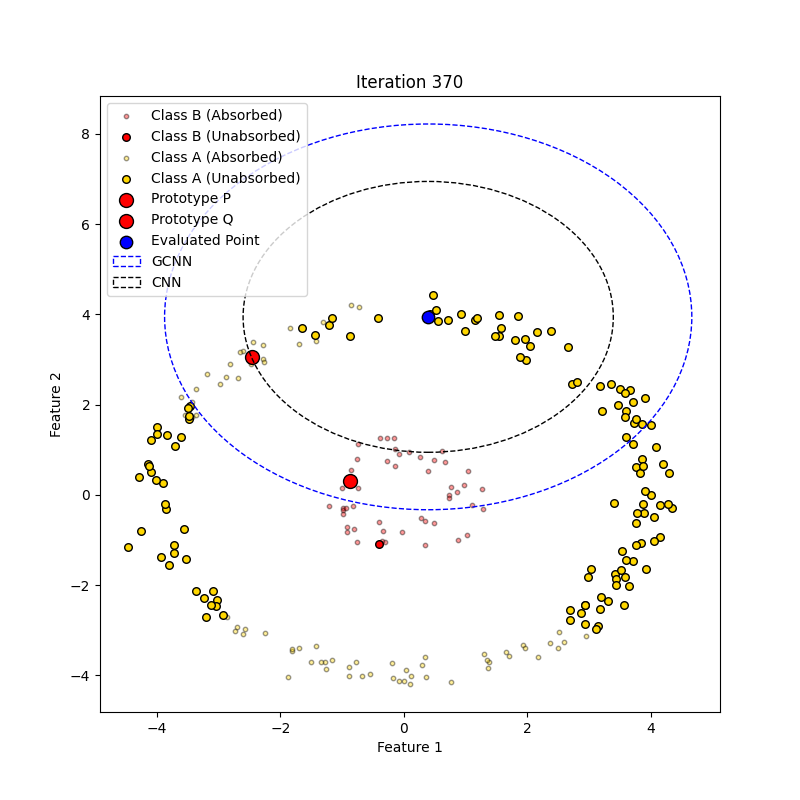 Iteration 370
Class B (Absorbed)
Class B (Unabsorbed)
Class A (Absorbed)
Class A (Unabsorbed)
Prototype P
Prototype Q
Evaluated Point
GCNN
CNN
8
6
4
2
0
−2
−4
Feature 2
−4
−2
0
2
4
Feature 1